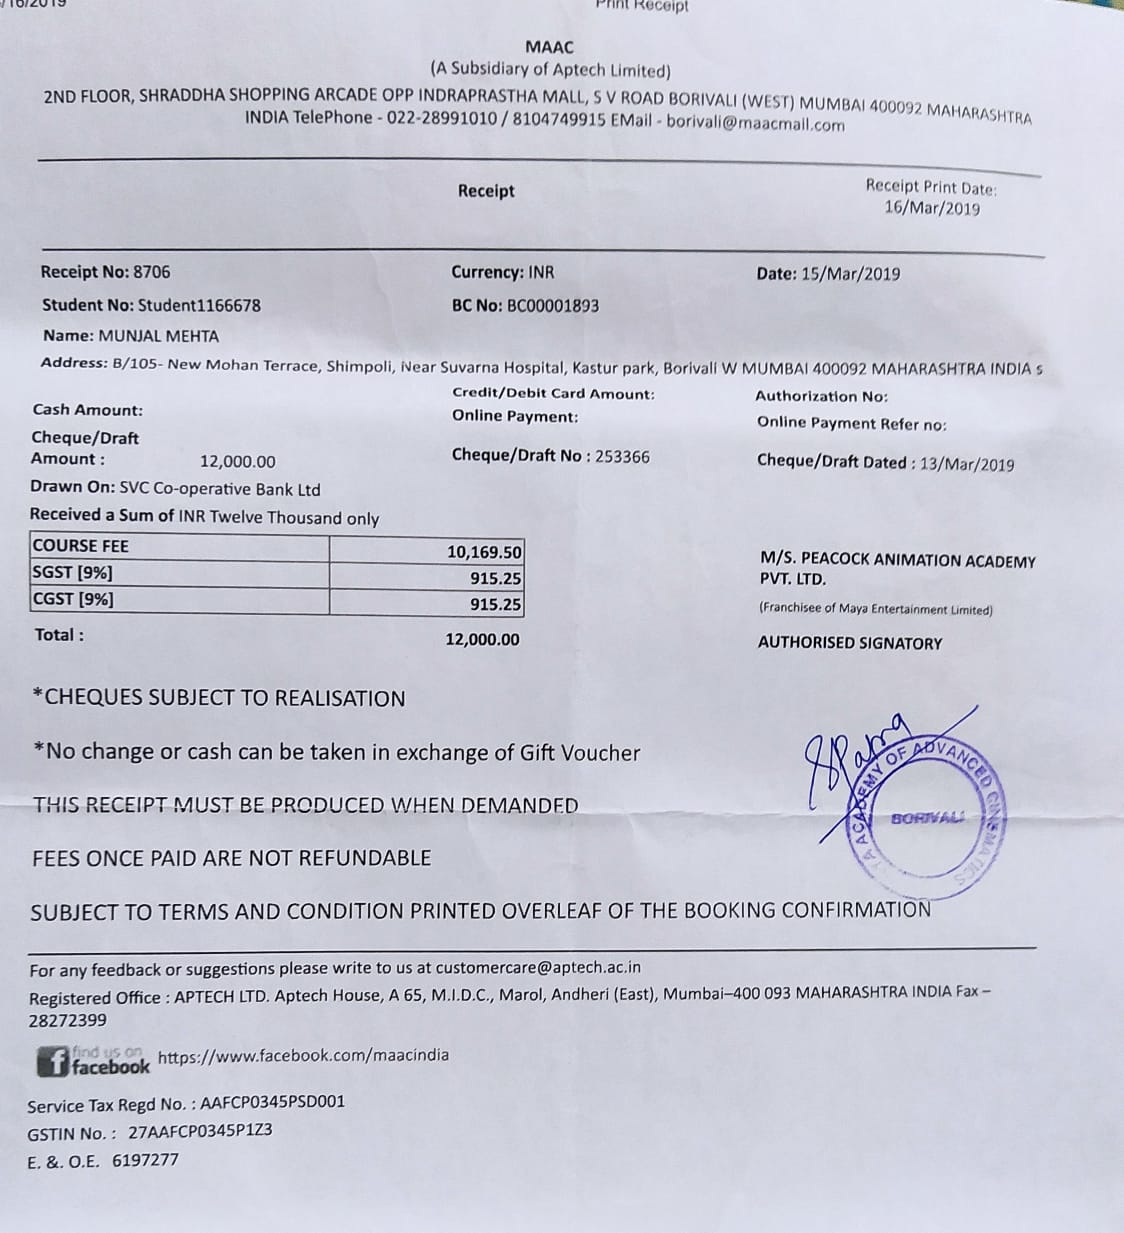 /16/2019 Print Receipt
MAAC
(A Subsidiary of Aptech Limited)
2ND FLOOR, SHRADDHA SHOPPING ARCADE OPP INDRAPRASTHA MALL, S V ROAD BORIVALI (WEST) MUMBAI 400092 MAHARASHTRA
INDIA TelePhone - 022-28991010 / 8104749915 EMail - borivali@maacmail.com
Receipt
Receipt Print Date:
16/Mar/2019
Receipt No: 8706 Currency: INR Date: 15/Mar/2019
Student No: Student1166678 BC No: BC00001893
Name: MUNJAL MEHTA
Address: B/105- New Mohan Terrace, Shimpoli, Near Suvarna Hospital, Kastur park, Borivali W MUMBAI 400092 MAHARASHTRA INDIA s
Cash Amount: Credit/Debit Card Amount: Authorization No:
Online Payment: Online Payment Refer no:
Cheque/Draft
Amount : 12,000.00 Cheque/Draft No : 253366 Cheque/Draft Dated : 13/Mar/2019
Drawn On: SVC Co-operative Bank Ltd
Received a Sum of INR Twelve Thousand only
COURSE FEE 10,169.50
SGST [9%] 915.25
CGST [9%] 915.25
Total : 12,000.00
M/S. PEACOCK ANIMATION ACADEMY
PVT. LTD.
(Franchisee of Maya Entertainment Limited)
AUTHORISED SIGNATORY
*CHEQUES SUBJECT TO REALISATION
*No change or cash can be taken in exchange of Gift Voucher
THIS RECEIPT MUST BE PRODUCED WHEN DEMANDED
FEES ONCE PAID ARE NOT REFUNDABLE
SUBJECT TO TERMS AND CONDITION PRINTED OVERLEAF OF THE BOOKING CONFIRMATION
ACADEMY OF ADVANCED CINEMATICS
BORIVALI
For any feedback or suggestions please write to us at customercare@aptech.ac.in
Registered Office : APTECH LTD. Aptech House, A 65, M.I.D.C., Marol, Andheri (East), Mumbai–400 093 MAHARASHTRA INDIA Fax –
28272399
find us on
facebook https://www.facebook.com/maacindia
Service Tax Regd No. : AAFCP0345PSD001
GSTIN No. : 27AAFCP0345P1Z3
E. &. O.E. 6197277